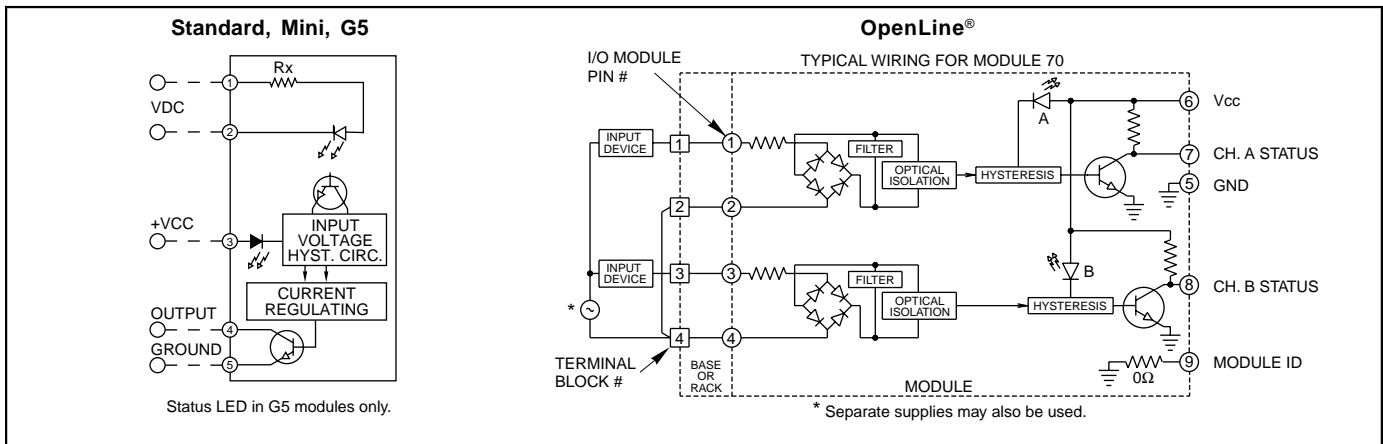 Standard, Mini, G5
1
Rx
VDC
2
+VCC
3
INPUT
VOLTAGE
HYST. CIRC.
CURRENT
REGULATING
OUTPUT
4
GROUND
5
Status LED in G5 modules only.
OpenLine®
I/O MODULE
PIN #
TYPICAL WIRING FOR MODULE 70
A
6
Vcc
INPUT
DEVICE
1
1
FILTER
OPTICAL
ISOLATION
HYSTERESIS
7
CH. A STATUS
5
GND
2
2
INPUT
DEVICE
3
3
FILTER
OPTICAL
ISOLATION
B
HYSTERESIS
8
CH. B STATUS
*
4
4
TERMINAL
BLOCK #
BASE
OR
RACK
MODULE
0Ω
9
MODULE ID
* Separate supplies may also be used.